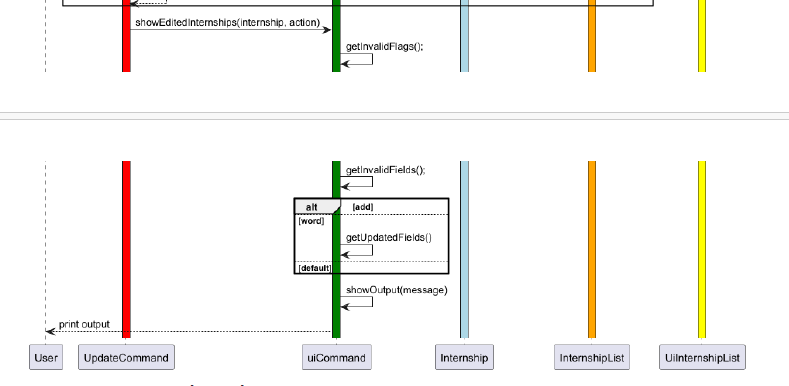 showEditedInternships(internship, action)
getInvalidFlags();
getInvalidFields();
alt [add]
[word]
getUpdatedFields()
[default]
showOutput(message)
print output
User UpdateCommand uiCommand Internship InternshipList UiInternshipList